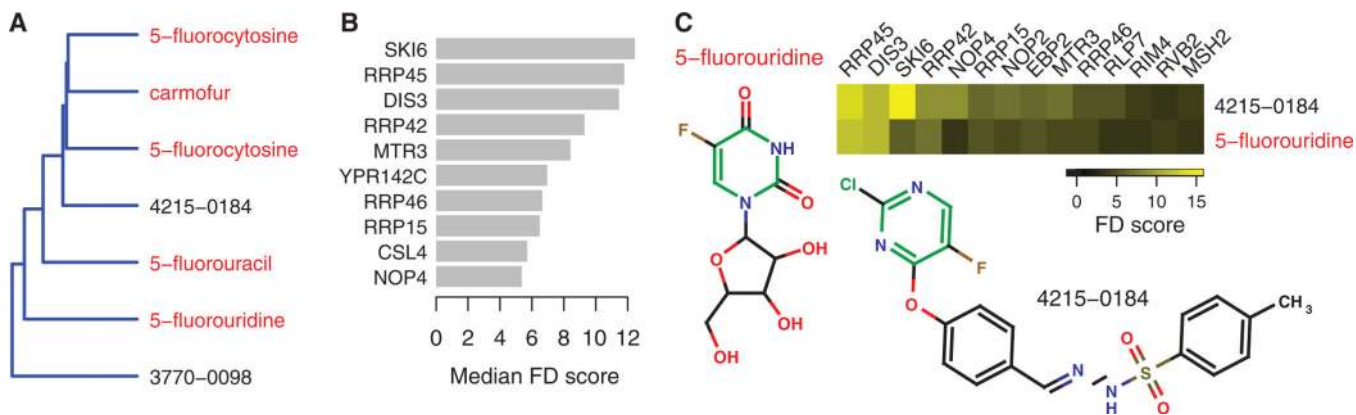 A
5-fluorocytosine
carmofur
5-fluorocytosine
4215-0184
5-fluorouracil
5-fluorouridine
3770-0098
B
SKI6
RRP45
DIS3
RRP42
MTR3
YPR142C
RRP46
RRP15
CSL4
NOP4
0 2 4 6 8 10 12
Median FD score
C
5-fluorouridine
O
F
NH
N
O
O
OH
OH
OH
RRP45
DIS3
SKI6
RRP42
NOP4
RRP15
NOP2
EBP2
MTR3
RRP46
RLP7
RIM4
RVB2
MSH2
4215-0184
5-fluorouridine
0 5 10 15
FD score
Cl
N
N
F
O
4215-0184
CH3
O
N
N
H
S
O